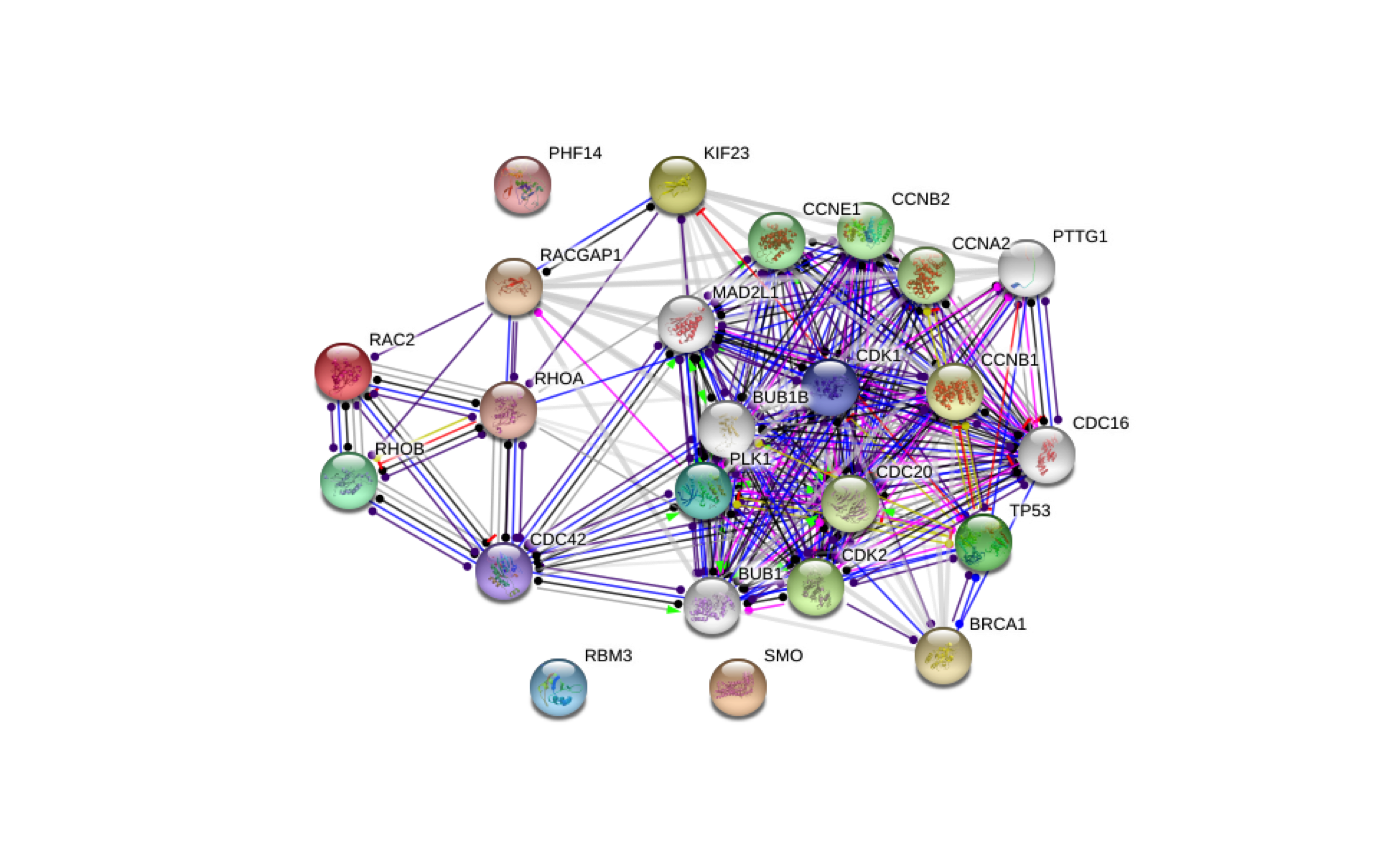 PHF14
KIF23
CCNE1
CCNB2
CCNA2
PTTG1
RACGAP1
MAD2L1
RAC2
CDK1
CCNB1
RHOA
BUB1B
CDC16
RHOB
PLK1
CDC20
TP53
CDC42
CDK2
BUB1
BRCA1
RBM3
SMO